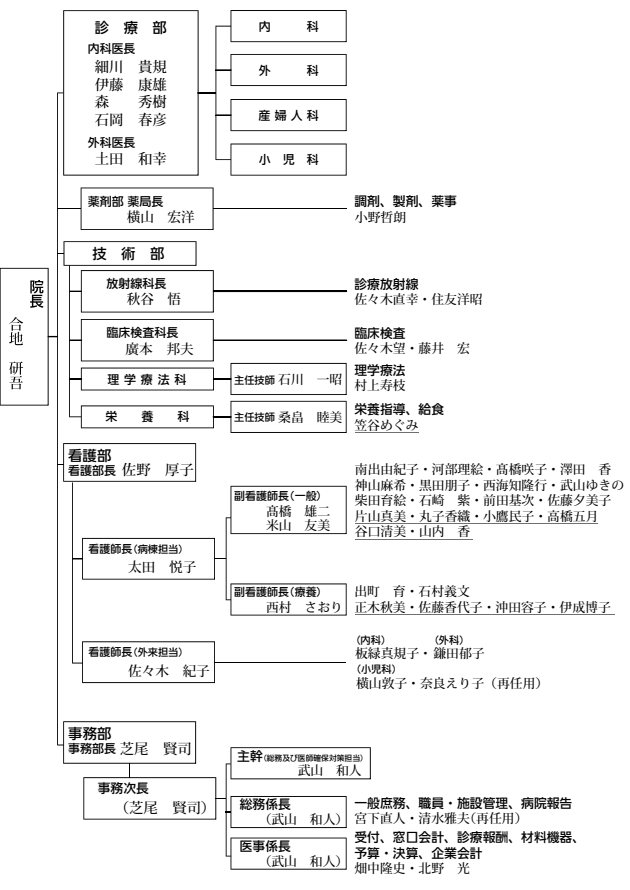 院長
合地 研吾
診療部
内科医長
細川 貴規
伊藤 康雄
森 秀樹
石岡 春彦
外科医長
土田 和幸
内科
外科
産婦人科
小児科
薬剤部 薬局長
横山 宏洋
調剤、製剤、薬事
小野哲朗
技術部
放射線科長
秋谷 悟
診療放射線
佐々木直幸・住友洋昭
臨床検査科長
廣本 邦夫
臨床検査
佐々木望・藤井 宏
理学療法科
主任技師 石川 一昭
理学療法
村上寿枝
栄養科
主任技師 桑畠 睦美
栄養指導、給食
笠谷めぐみ
看護部
看護部長 佐野 厚子
看護師長(病棟担当)
太田 悦子
副看護師長(一般)
髙橋 雄二
米山 友美
南出由紀子・河部理絵・髙橋咲子・澤田 香
神山麻希・黒田朋子・西海知隆行・武山ゆきの
柴田育絵・石崎 紫・前田基次・佐藤夕美子
片山真美・丸子香織・小鷹民子・高橋五月
谷口清美・山内 香
副看護師長(療養)
西村 さおり
出町 育・石村義文
正木秋美・佐藤香代子・沖田容子・伊成博子
看護師長(外来担当)
佐々木 紀子
(内科) (外科)
板緑真規子・鎌田郁子
(小児科)
横山敦子・奈良えり子(再任用)
事務部
事務部長 芝尾 賢司
事務次長
(芝尾 賢司)
主幹(総務及び医師確保対策担当)
武山 和人
総務係長
(武山 和人)
一般庶務、職員・施設管理、病院報告
宮下直人・清水雅夫(再任用)
医事係長
(武山 和人)
受付、窓口会計、診療報酬、材料機器、
予算・決算、企業会計
畑中隆史・北野 光